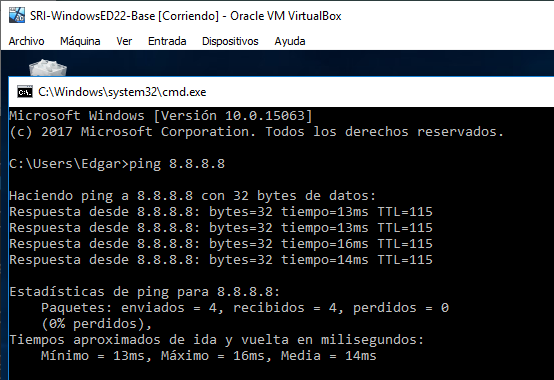 SRI-WindowsED22-Base [Corriendo] - Oracle VM VirtualBox
Archivo Máquina Ver Entrada Dispositivos Ayuda
C:\Windows\system32\cmd.exe
Microsoft Windows [Versión 10.0.15063]
(c) 2017 Microsoft Corporation. Todos los derechos reservados.
C:\Users\Edgar>ping 8.8.8.8
Haciendo ping a 8.8.8.8 con 32 bytes de datos:
Respuesta desde 8.8.8.8: bytes=32 tiempo=13ms TTL=115
Respuesta desde 8.8.8.8: bytes=32 tiempo=13ms TTL=115
Respuesta desde 8.8.8.8: bytes=32 tiempo=16ms TTL=115
Respuesta desde 8.8.8.8: bytes=32 tiempo=14ms TTL=115
Estadísticas de ping para 8.8.8.8:
Paquetes: enviados = 4, recibidos = 4, perdidos = 0
(0% perdidos),
Tiempos aproximados de ida y vuelta en milisegundos:
Mínimo = 13ms, Máximo = 16ms, Media = 14ms